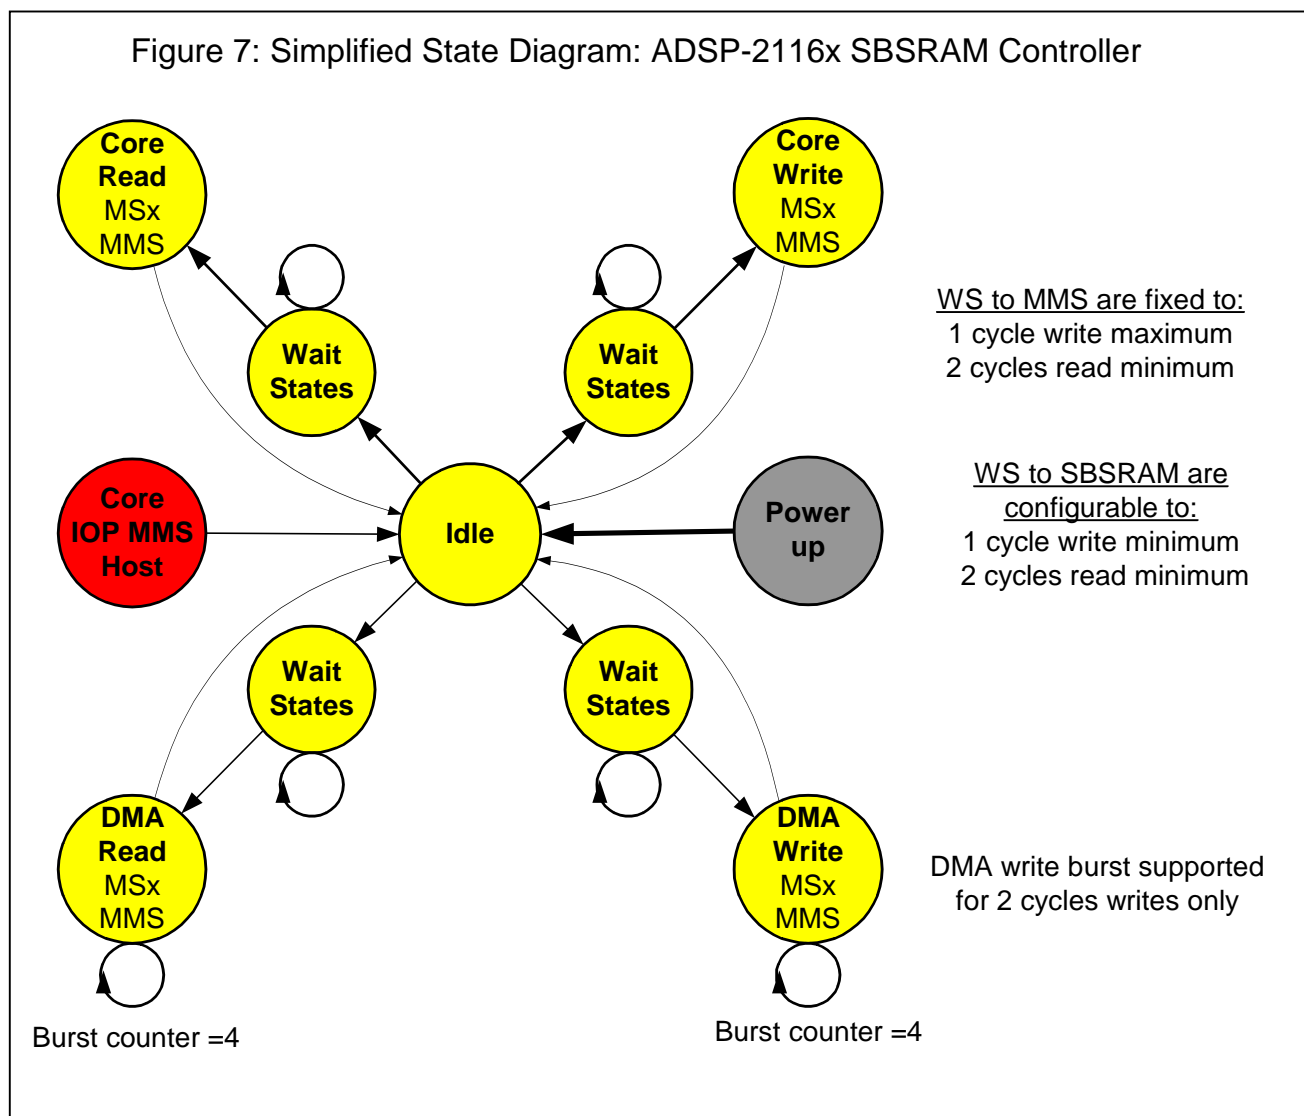 Figure 7: Simplified State Diagram: ADSP-2116x SBSRAM Controller
Core
Read
MSx
MMS
Core
Write
MSx
MMS
Wait
States
Wait
States
WS to MMS are fixed to:
1 cycle write maximum
2 cycles read minimum
Core
IOP MMS
Host
Idle
Power
up
WS to SBSRAM are
configurable to:
1 cycle write minimum
2 cycles read minimum
Wait
States
Wait
States
DMA
Read
MSx
MMS
DMA
Write
MSx
MMS
DMA write burst supported
for 2 cycles writes only
Burst counter =4
Burst counter =4